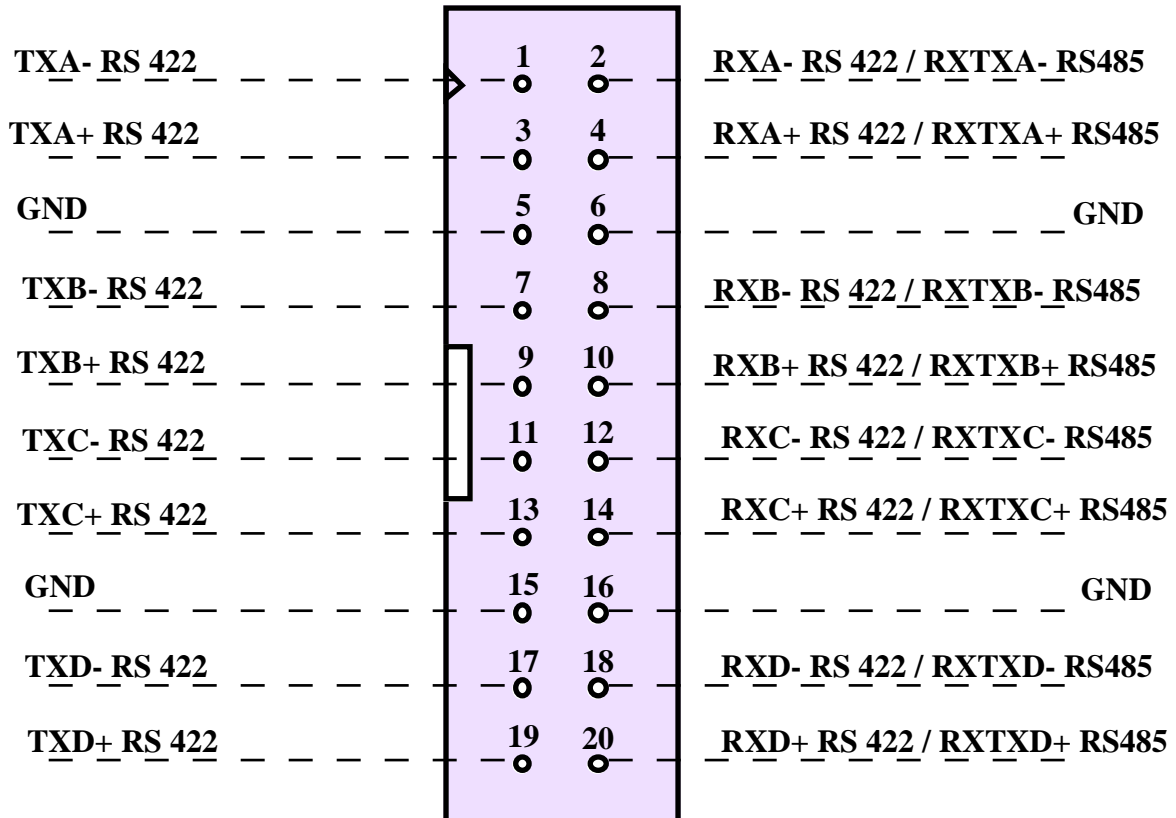 TXA- RS 422 1 2 RXA- RS 422 / RXTXA- RS485
TXA+ RS 422 3 4 RXA+ RS 422 / RXTXA+ RS485
GND 5 6 GND
TXB- RS 422 7 8 RXB- RS 422 / RXTXB- RS485
TXB+ RS 422 9 10 RXB+ RS 422 / RXTXB+ RS485
TXC- RS 422 11 12 RXC- RS 422 / RXTXC- RS485
TXC+ RS 422 13 14 RXC+ RS 422 / RXTXC+ RS485
GND 15 16 GND
TXD- RS 422 17 18 RXD- RS 422 / RXTXD- RS485
TXD+ RS 422 19 20 RXD+ RS 422 / RXTXD+ RS485